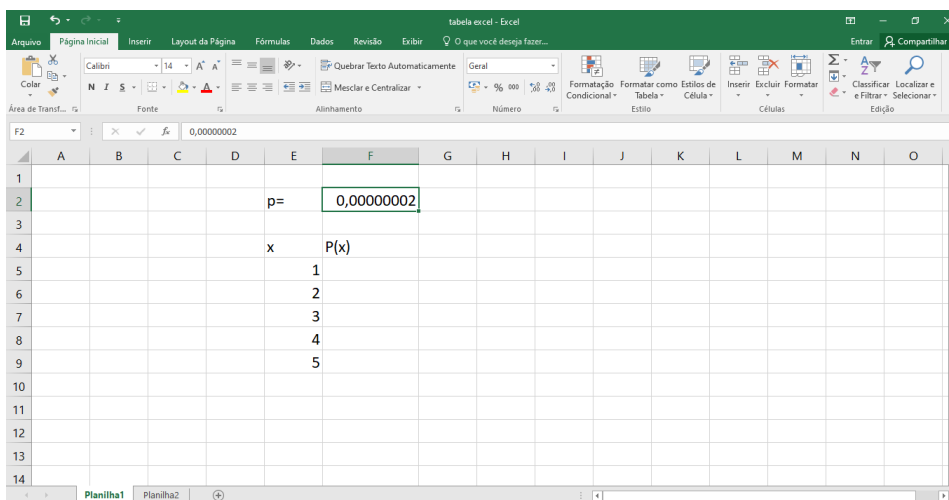 tabela excel - Excel
Arquivo Página Inicial Inserir Layout da Página Fórmulas Dados Revisão Exibir O que você deseja fazer... Entrar Compartilhar
Colar
Calibri 14 A A
N I S A
Quebrar Texto Automaticamente
Mesclar e Centralizar
Geral
% 000
Formatação Condicional
Formatar como Tabela
Estilos de Célula
Inserir Excluir Formatar
Classificar e Filtrar
Localizar e Selecionar
Área de Transf... Fonte Alinhamento Número Estilo Células Edição
F2 fx 0,00000002
A B C D E F G H I J K L M N O
1
2 p= 0,00000002
3
4 x P(x)
5 1
6 2
7 3
8 4
9 5
10
11
12
13
14
Planilha1 Planilha2